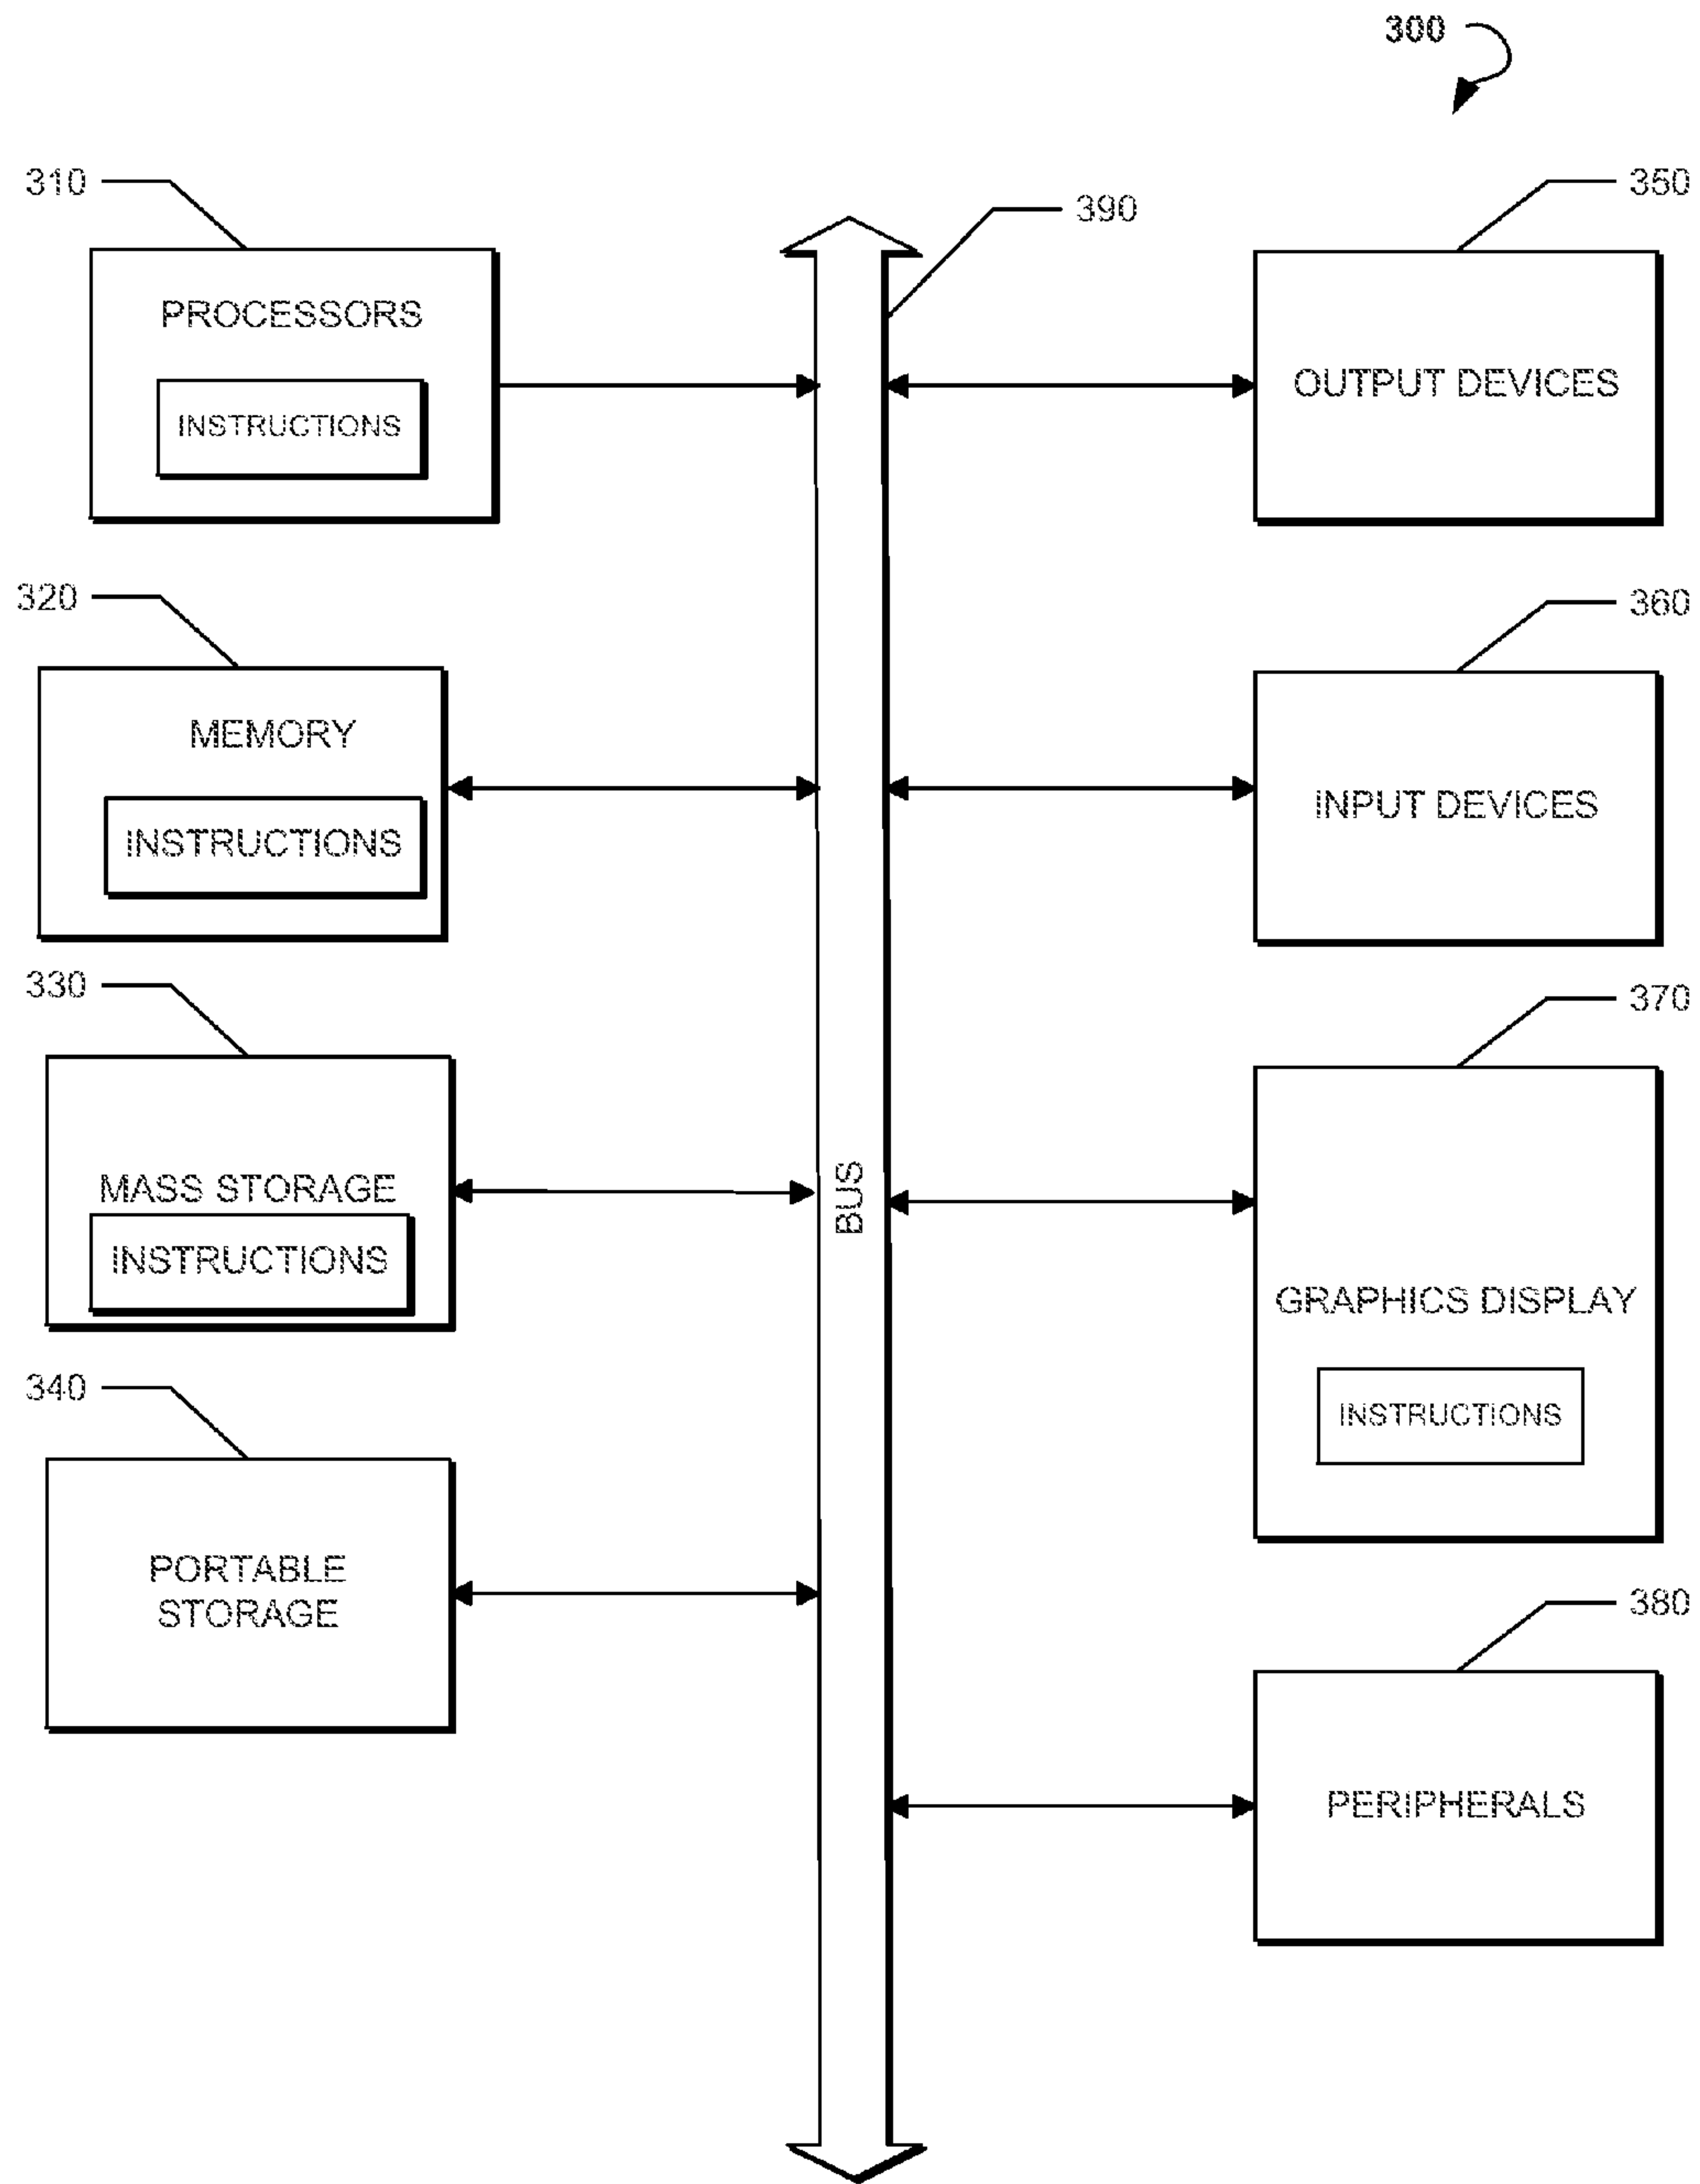 300
310
390
350
PROCESSORS
INSTRUCTIONS
OUTPUT DEVICES
320
360
MEMORY
INSTRUCTIONS
INPUT DEVICES
330
370
MASS STORAGE
INSTRUCTIONS
BUS
GRAPHICS DISPLAY
INSTRUCTIONS
340
PORTABLE
STORAGE
380
PERIPHERALS